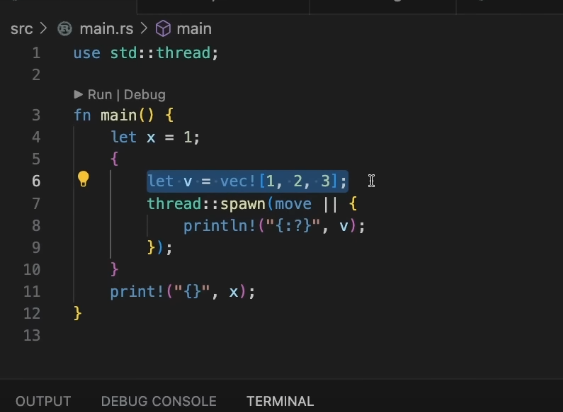 src > main.rs > main
1 use std::thread;
2
▶ Run | Debug
3 fn main() {
4     let x = 1;
5     {
6         let v = vec![1, 2, 3];
7         thread::spawn(move || {
8             println!("{:?}", v);
9         });
10     }
11     print!("{}", x);
12 }
13
OUTPUT DEBUG CONSOLE TERMINAL